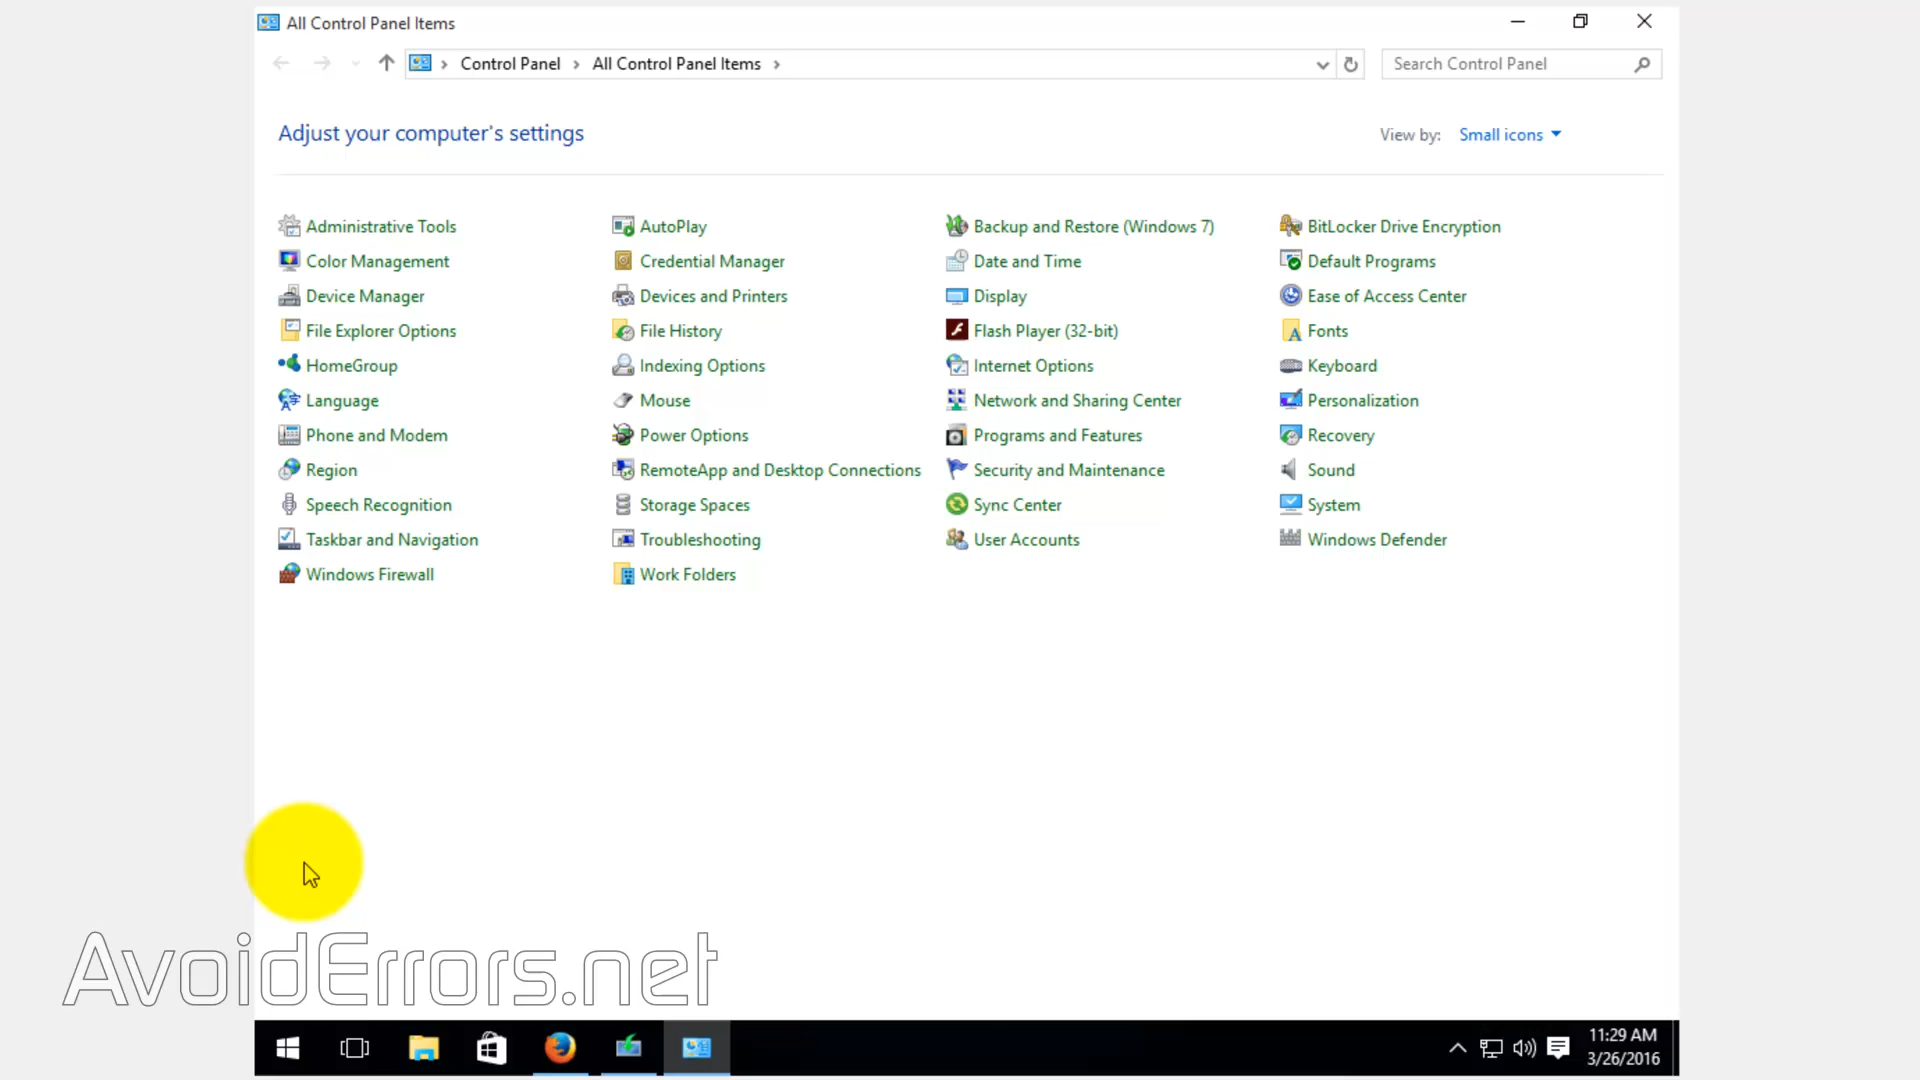 All Control Panel Items
Control Panel
All Control Panel Items
Search Control Panel
Adjust your computer's settings
View by: Small icons
Administrative Tools
AutoPlay
Backup and Restore (Windows 7)
BitLocker Drive Encryption
Color Management
Credential Manager
Date and Time
Default Programs
Device Manager
Devices and Printers
Display
Ease of Access Center
File Explorer Options
File History
Flash Player (32-bit)
Fonts
HomeGroup
Indexing Options
Internet Options
Keyboard
Language
Mouse
Network and Sharing Center
Personalization
Phone and Modem
Power Options
Programs and Features
Recovery
Region
RemoteApp and Desktop Connections
Security and Maintenance
Sound
Speech Recognition
Storage Spaces
Sync Center
System
Taskbar and Navigation
Troubleshooting
User Accounts
Windows Defender
Windows Firewall
Work Folders
AvoidErrors.net
11:29 AM
3/26/2016